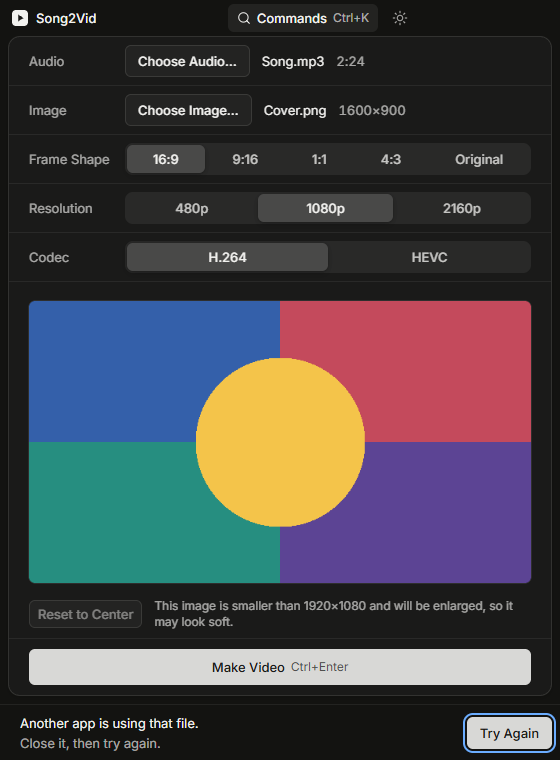 Song2Vid
Commands Ctrl+K
Audio Choose Audio... Song.mp3 2:24
Image Choose Image... Cover.png 1600×900
Frame Shape 16:9 9:16 1:1 4:3 Original
Resolution 480p 1080p 2160p
Codec H.264 HEVC
Reset to Center
This image is smaller than 1920×1080 and will be enlarged, so it
may look soft.
Make Video Ctrl+Enter
Another app is using that file.
Close it, then try again.
Try Again